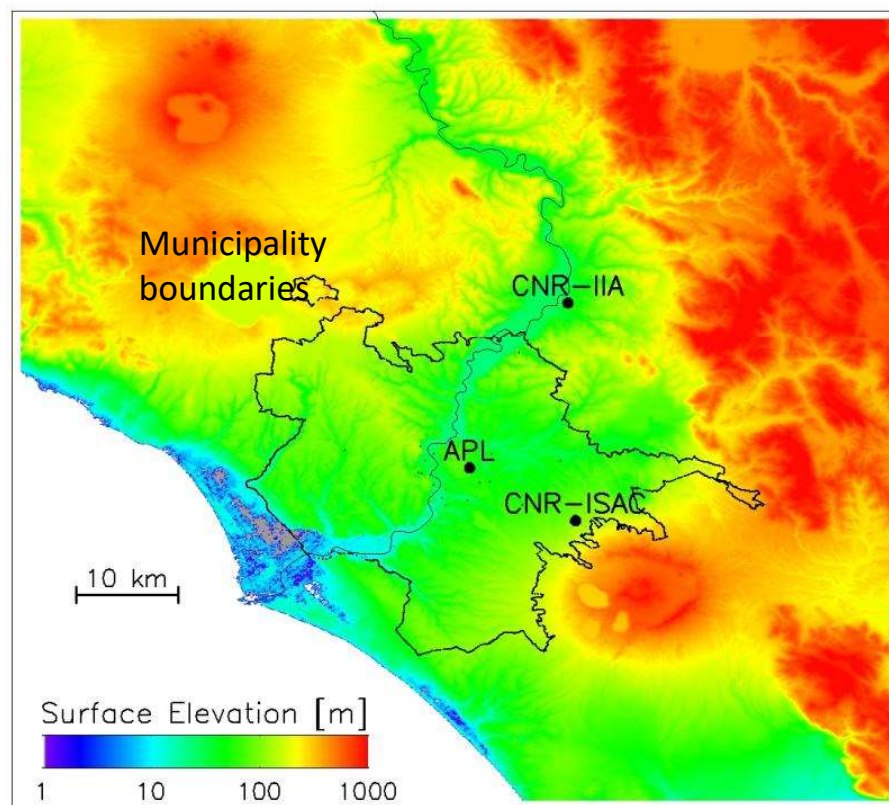 Municipality
boundaries
CNR-IIA
APL
CNR-ISAC
10 km
Surface Elevation [m]
1 10 100 1000